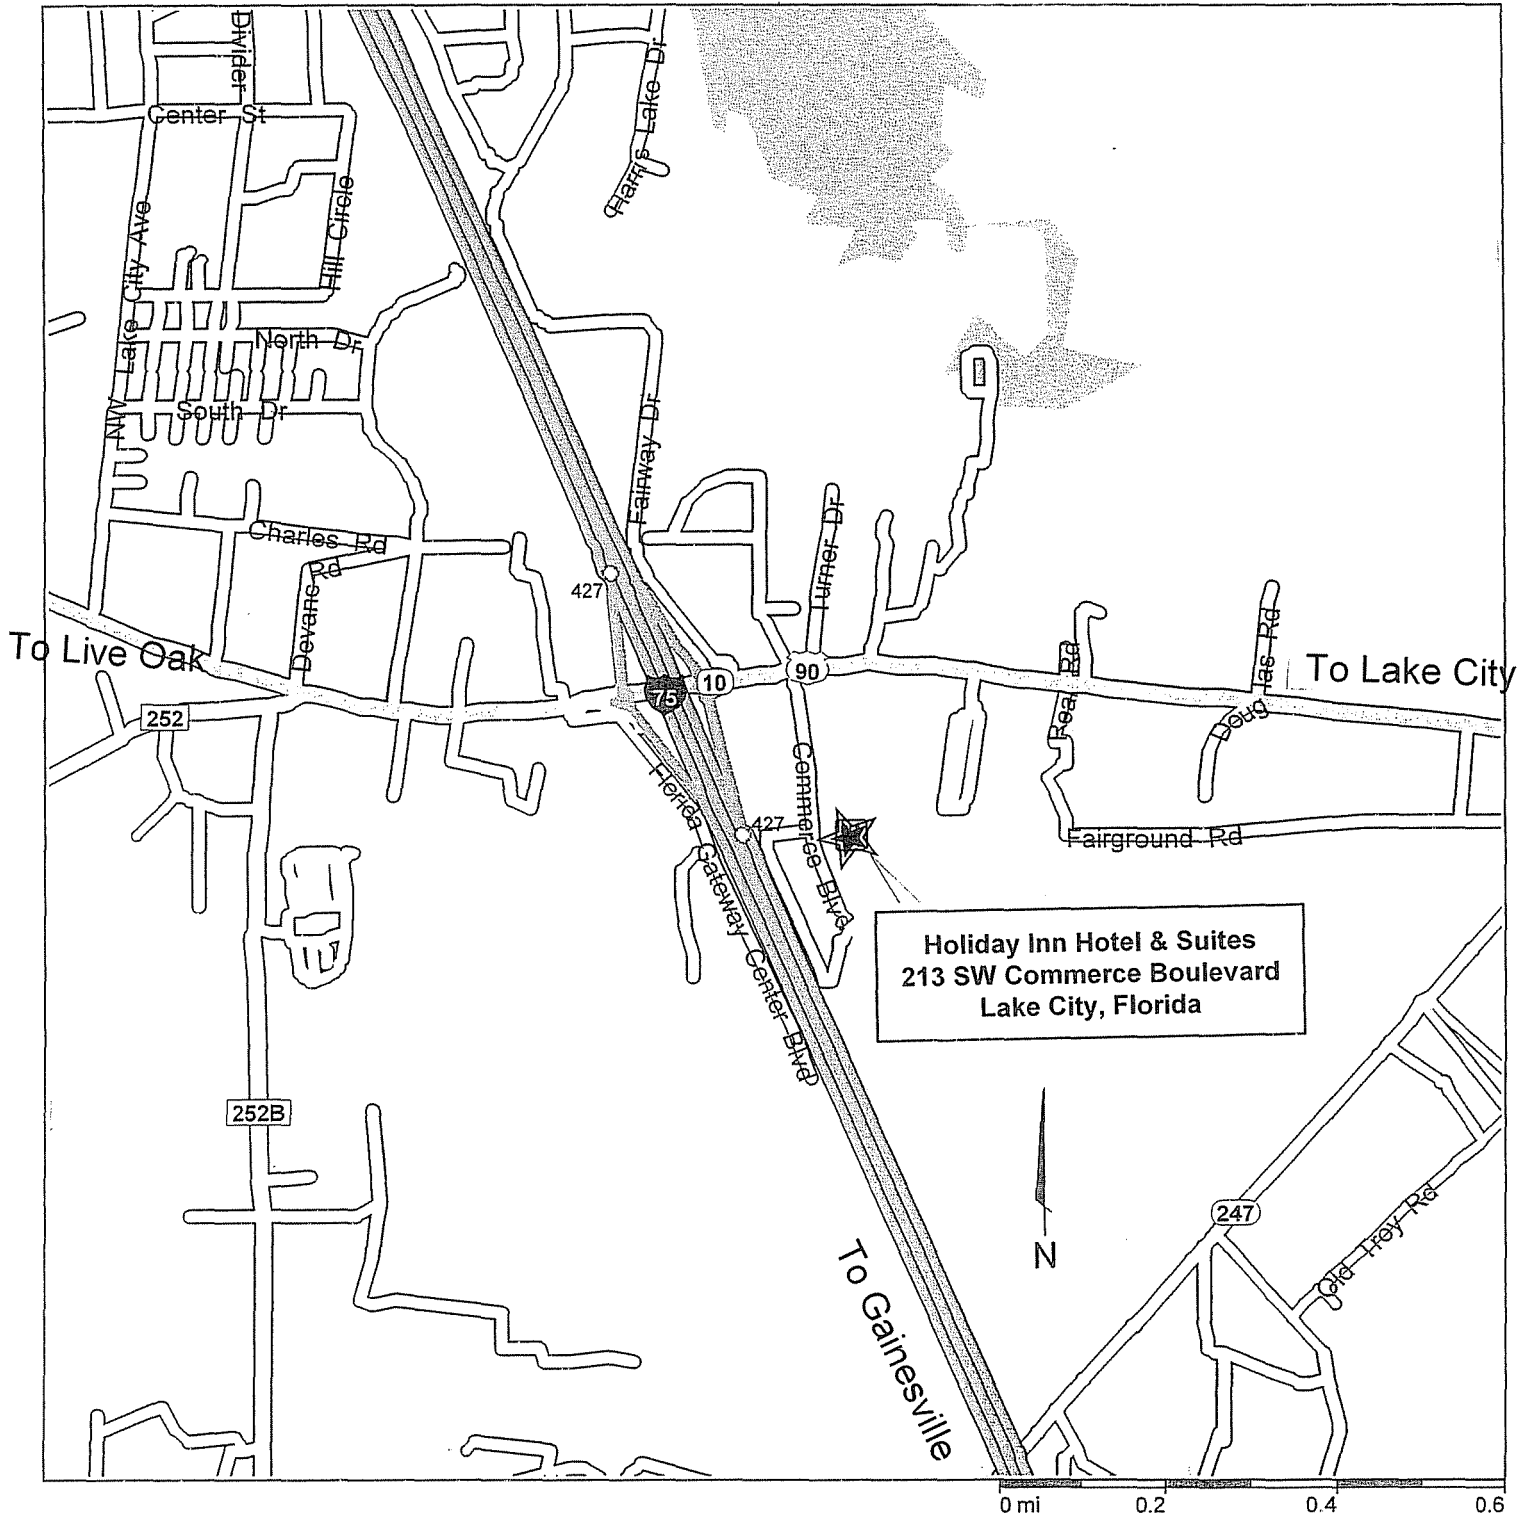 Divider
Center St
Harris Lake Dr
NW Lake City Ave
Hill Circle
North Dr
South Dr
Fairway Dr
Turner Dr
Charles Rd
Devane Rd
427
To Live Oak
75
10
90
To Lake City
252
Real Rd
Douglas Rd
Florida Gateway Center Blvd
Commerce Blvd
427
Fairground Rd
Holiday Inn Hotel & Suites
213 SW Commerce Boulevard
Lake City, Florida
252B
247
Old Troy Rd
N
To Gainesville
0 mi 0.2 0.4 0.6